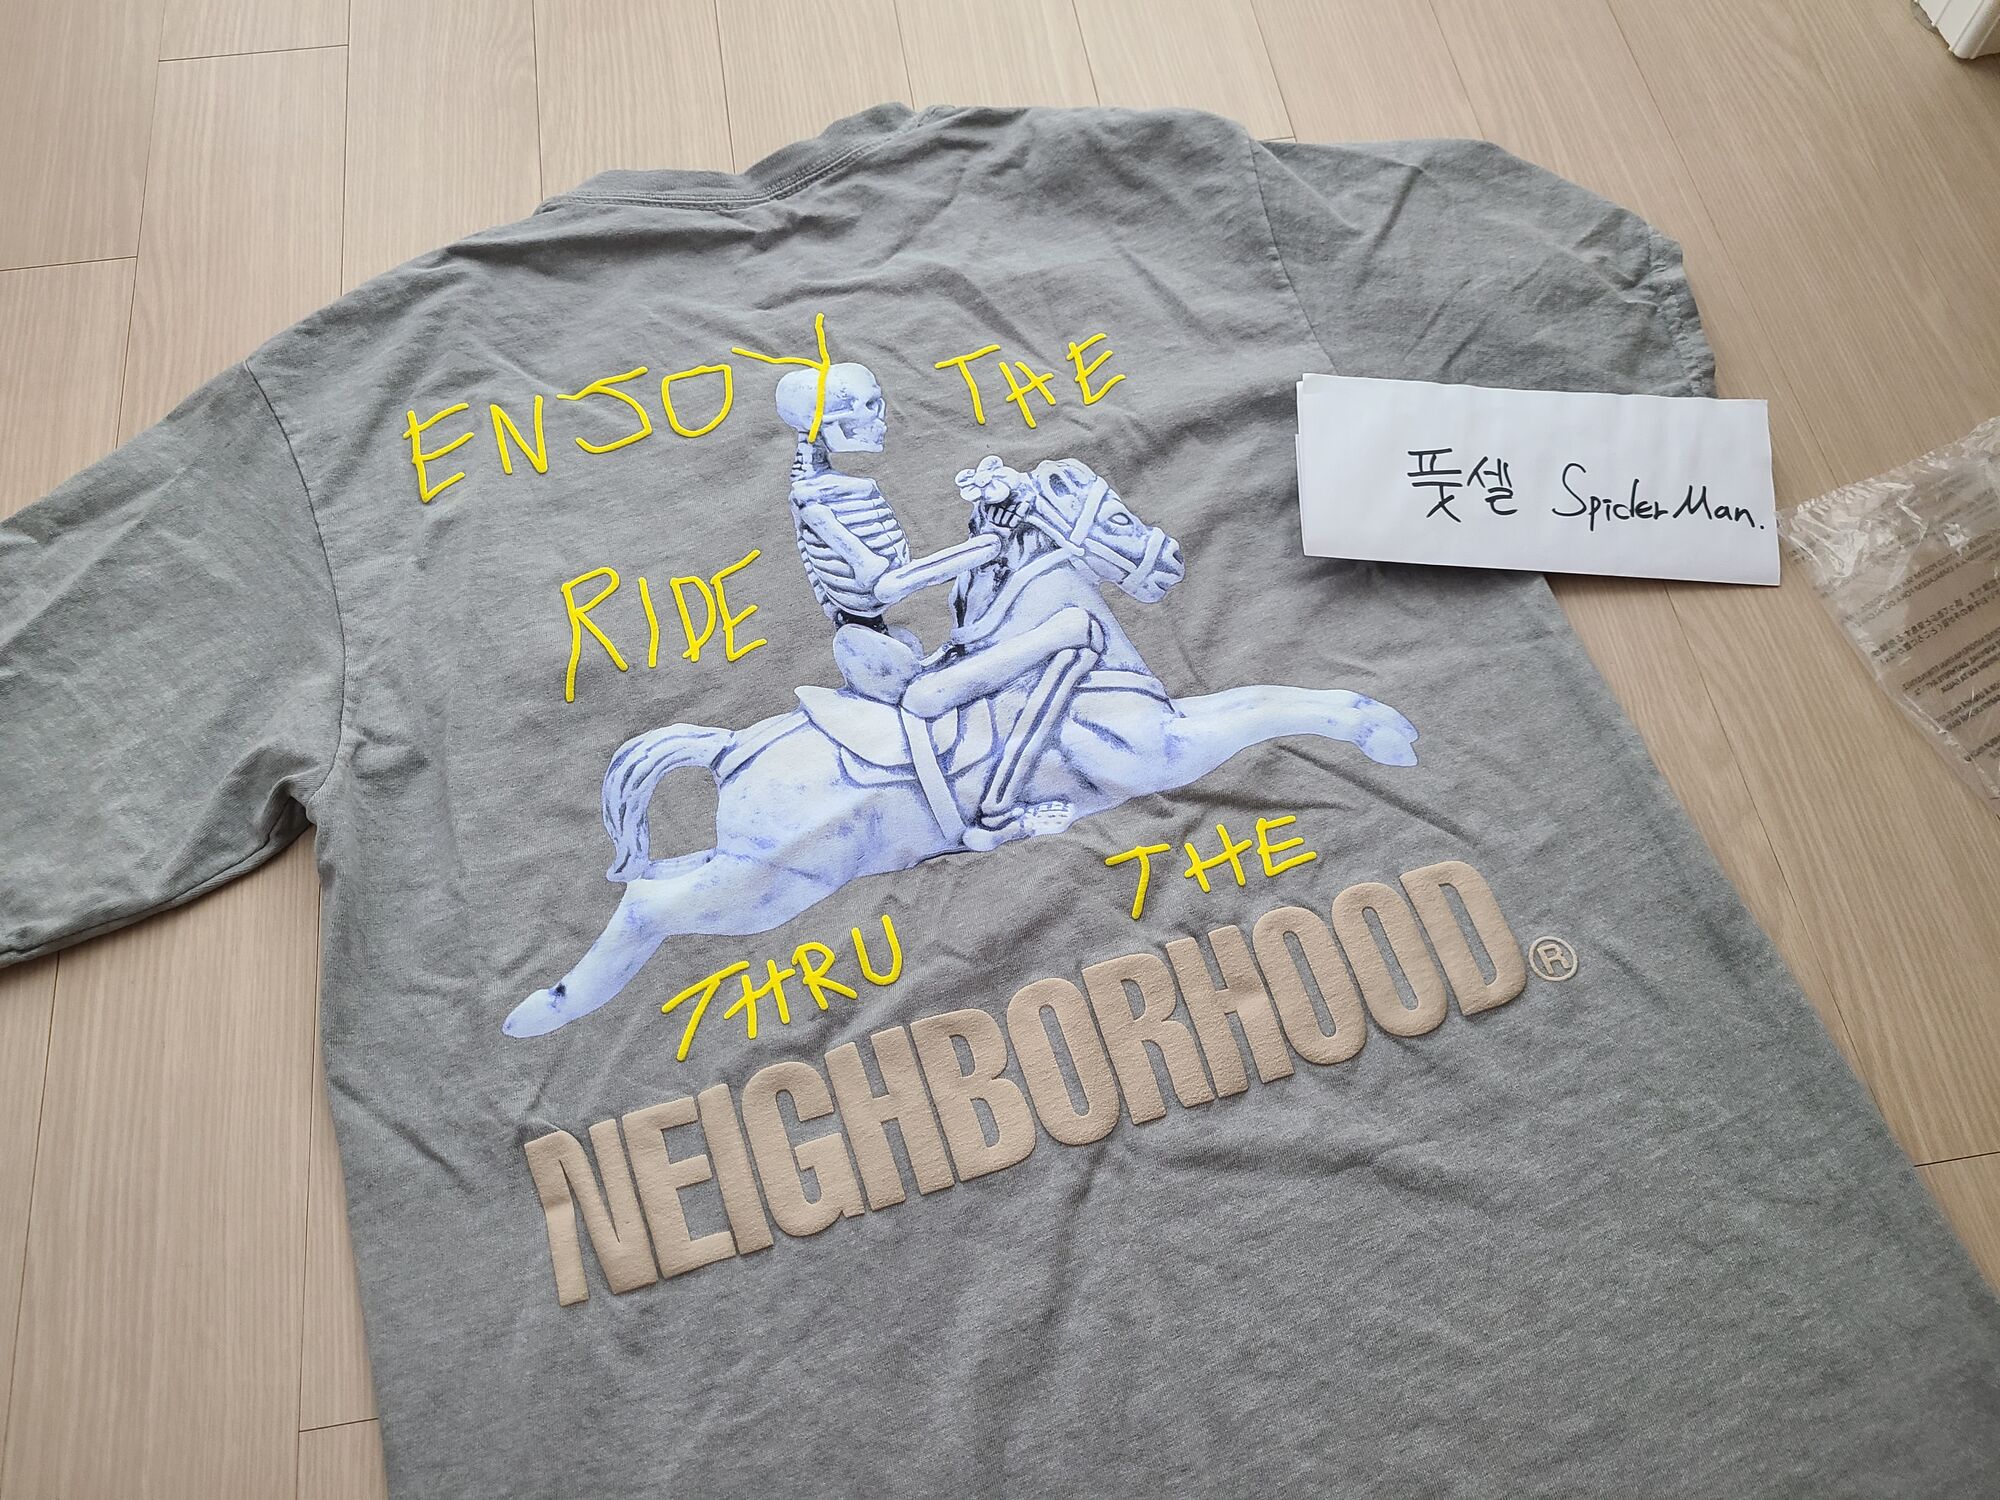 ENJOY THE
RIDE
THRU THE
NEIGHBORHOOD®
풋셀 SpiderMan.